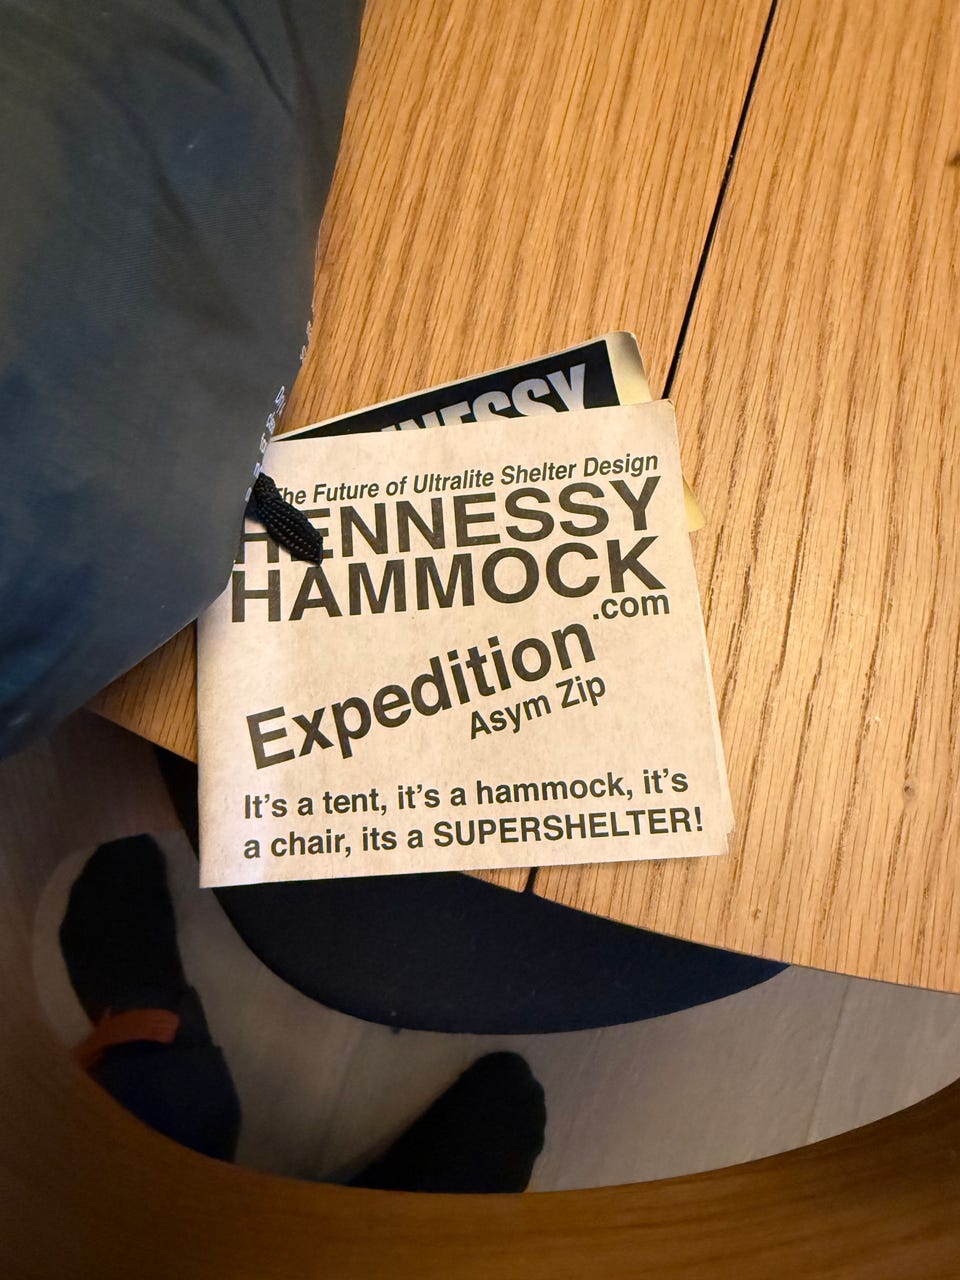 The Future of Ultralite Shelter Design
HENNESSY
HAMMOCK
.com
Expedition
Asym Zip
It's a tent, it's a hammock, it's
a chair, its a SUPERSHELTER!